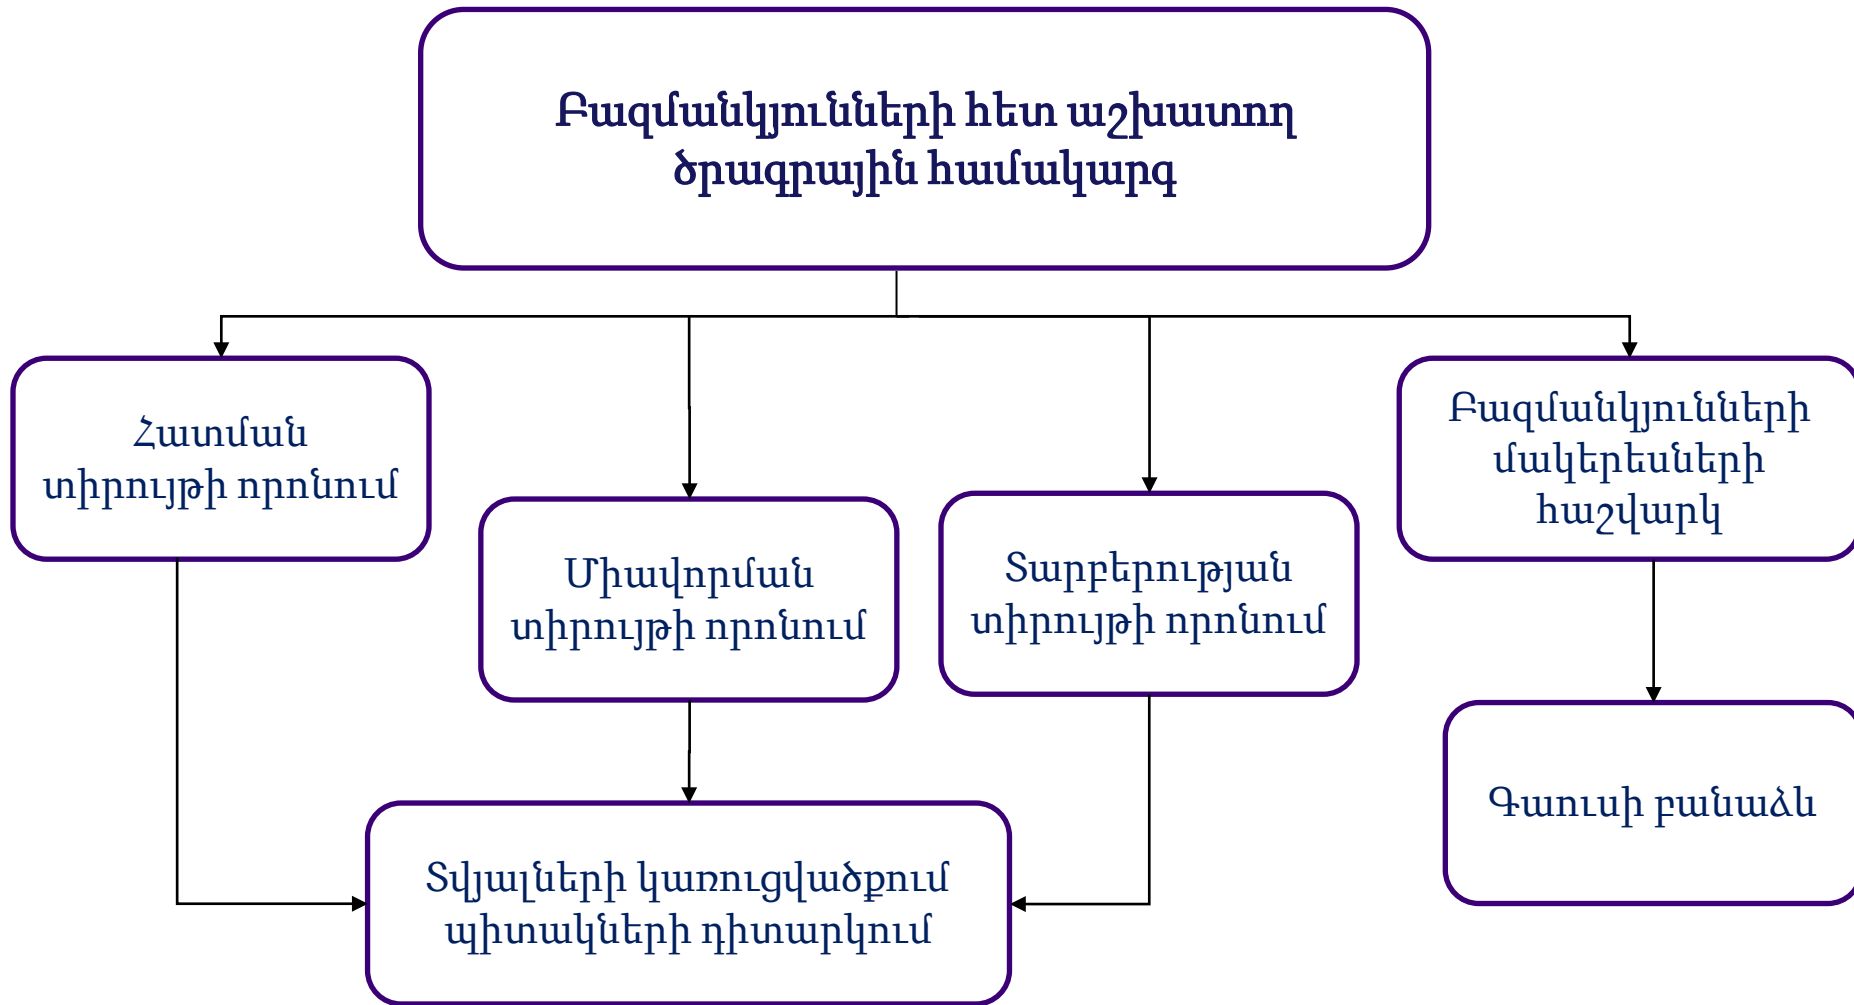 Բազմանկյունների հետ աշխատող
ծրագրային համակարգ
Հատման
տիրույթի որոնում
Միավորման
տիրույթի որոնում
Տարբերության
տիրույթի որոնում
Բազմանկյունների
մակերեսների
հաշվարկ
Տվյալների կառուցվածքում
պիտակների դիտարկում
Գաուսի բանաձև